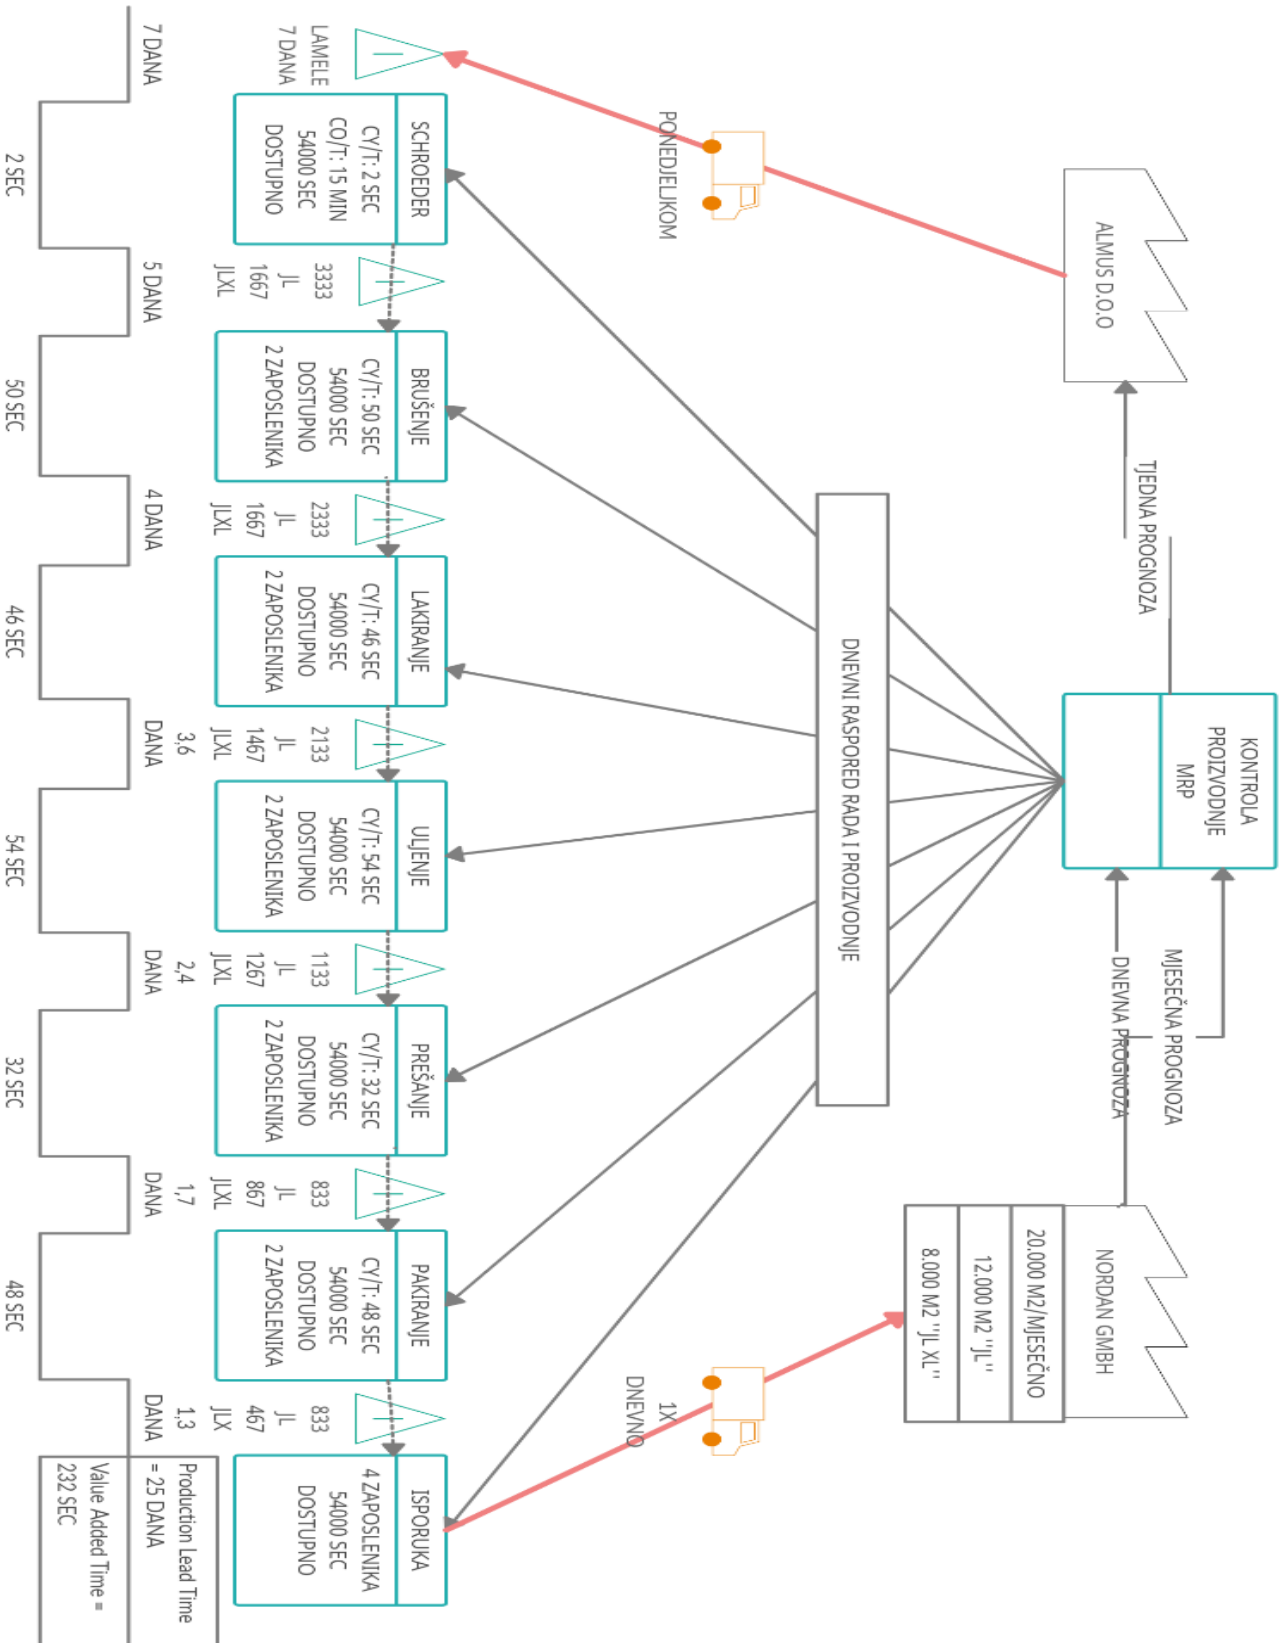 ALMUS D.O.O
TJEDNA PROGNOZA
KONTROLA
PROIZVODNJE
MRP
MJESEČNA PROGNOZA
DNEVNA PROGNOZA
NORDAN GMBH
20.000 M2/MJESEČNO
12.000 M2 "JL"
8.000 M2 "JL XL"
PONEDJELJKOM
DNEVNI RASPORED RADA I PROIZVODNJE
1X
DNEVNO
LAMELE
7 DANA
SCHROEDER
CY/T: 2 SEC
CO/T: 15 MIN
54000 SEC
DOSTUPNO
3333
JL
1667
JLXL
BRUŠENJE
CY/T: 50 SEC
54000 SEC
DOSTUPNO
2 ZAPOSLENIKA
2333
JL
1667
JLXL
LAKIRANJE
CY/T: 46 SEC
54000 SEC
DOSTUPNO
2 ZAPOSLENIKA
2133
JL
1467
JLXL
ULJENJE
CY/T: 54 SEC
54000 SEC
DOSTUPNO
2 ZAPOSLENIKA
1133
JL
1267
JLXL
PREŠANJE
CY/T: 32 SEC
54000 SEC
DOSTUPNO
2 ZAPOSLENIKA
833
JL
867
JLXL
PAKIRANJE
CY/T: 48 SEC
54000 SEC
DOSTUPNO
2 ZAPOSLENIKA
833
JL
467
JLX
ISPORUKA
4 ZAPOSLENIKA
54000 SEC
DOSTUPNO
7 DANA
2 SEC
5 DANA
50 SEC
4 DANA
46 SEC
3,6
DANA
54 SEC
2,4
DANA
32 SEC
1,7
DANA
48 SEC
1,3
DANA
Production Lead Time
= 25 DANA
Value Added Time =
232 SEC